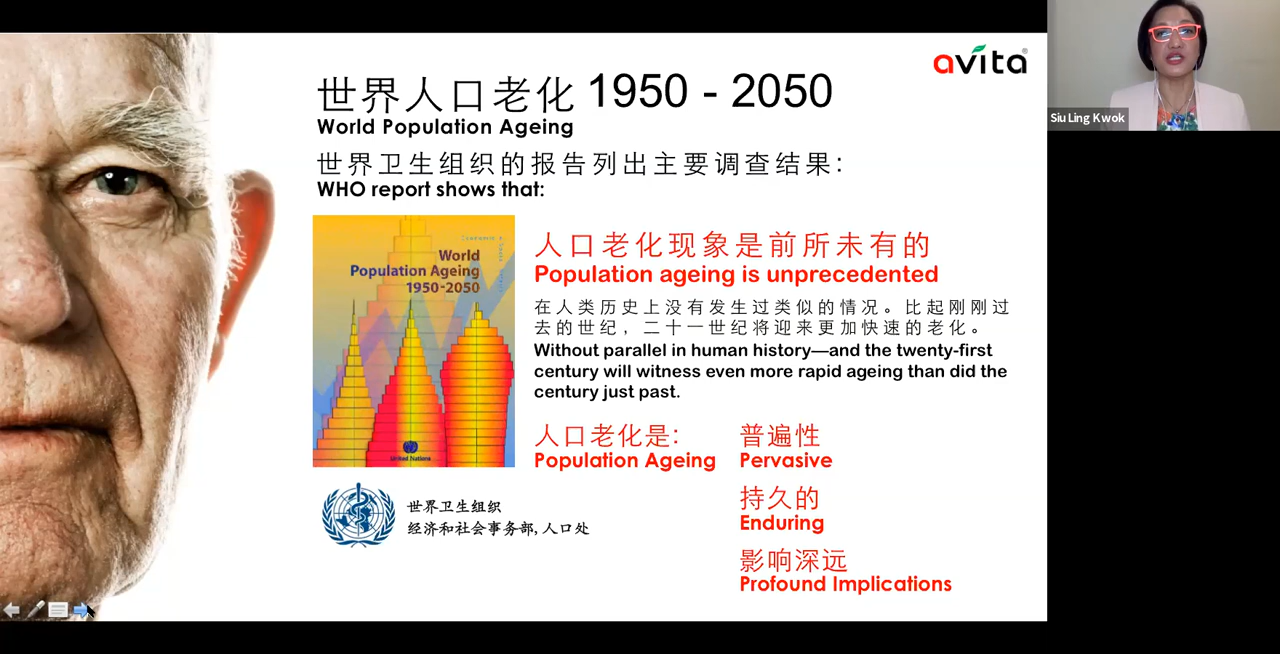 avita®
世界人口老化 1950 - 2050
World Population Ageing
世界卫生组织的报告列出主要调查结果：
WHO report shows that:
World
Population Ageing
1950-2050
United Nations
人口老化现象是前所未有的
Population ageing is unprecedented
在人类历史上没有发生过类似的情况。比起刚刚过
去的世纪，二十一世纪将迎来更加快速的老化。
Without parallel in human history—and the twenty-first
century will witness even more rapid ageing than did the
century just past.
人口老化是:
Population Ageing
普遍性
Pervasive
持久的
Enduring
影响深远
Profound Implications
世界卫生组织
经济和社会事务部, 人口处
Siu Ling Kwok